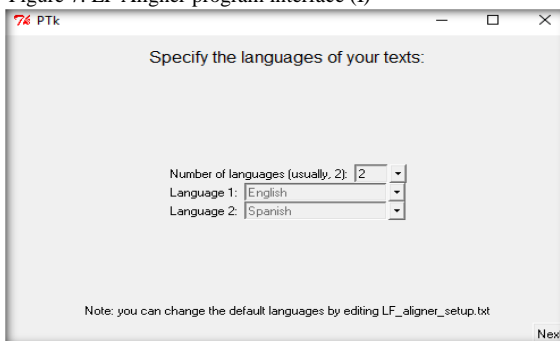 Figure 7. LF Aligner program interface (I)
PTk
Specify the languages of your texts:
Number of languages (usually, 2): 2
Language 1: English
Language 2: Spanish
Note: you can change the default languages by editing LF_aligner_setup.txt
Next